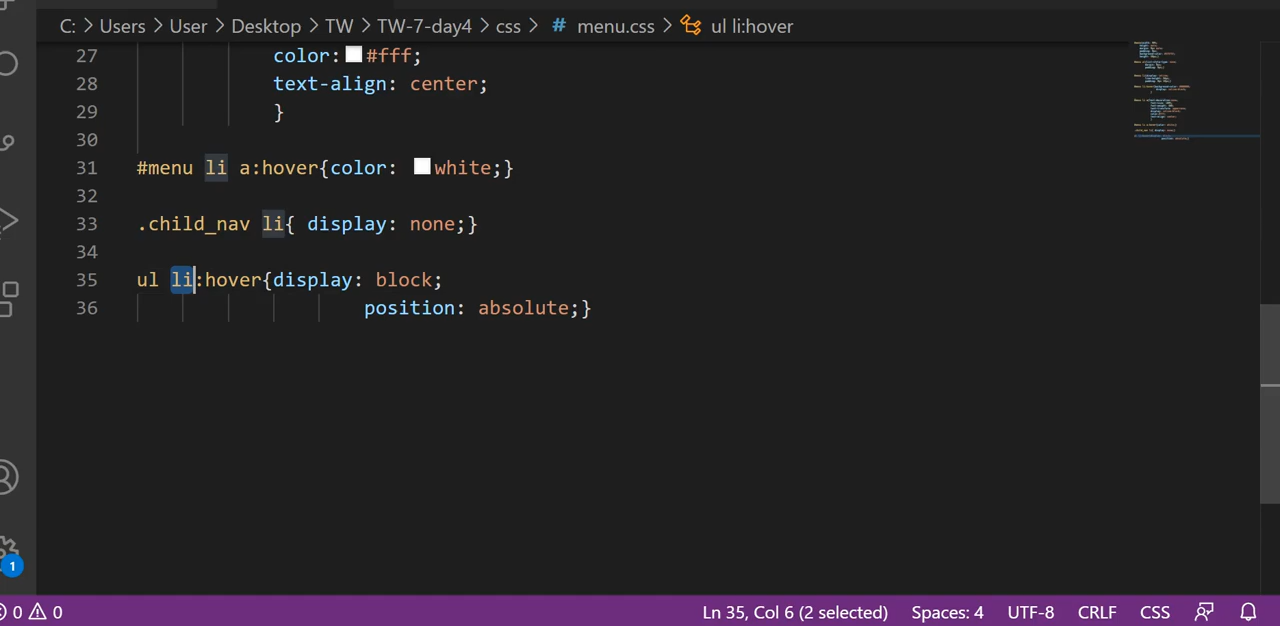 C: > Users > User > Desktop > TW > TW-7-day4 > css > # menu.css > ul li:hover
27 color: #fff;
28 text-align: center;
29 }
30
31 #menu li a:hover{color: white;}
32
33 .child_nav li{ display: none;}
34
35 ul li:hover{display: block;
36 position: absolute;}
1
0 0 Ln 35, Col 6 (2 selected) Spaces: 4 UTF-8 CRLF CSS